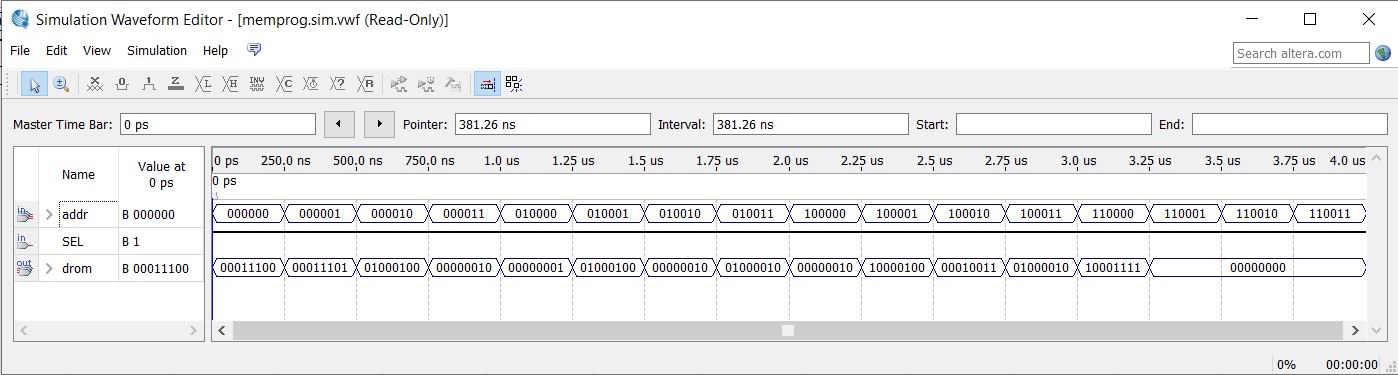 Simulation Waveform Editor - [memprog.sim.vwf (Read-Only)]
File Edit View Simulation Help
Search altera.com
Master Time Bar: 0 ps Pointer: 381.26 ns Interval: 381.26 ns Start: End:
Name Value at 0 ps
0 ps 250.0 ns 500.0 ns 750.0 ns 1.0 us 1.25 us 1.5 us 1.75 us 2.0 us 2.25 us 2.5 us 2.75 us 3.0 us 3.25 us 3.5 us 3.75 us 4.0 us
0 ps
in addr B 000000 000000 000001 000010 000011 010000 010001 010010 010011 100000 100001 100010 100011 110000 110001 110010 110011
in SEL B 1
out drom B 00011100 00011100 00011101 01000100 00000010 00000001 01000100 00000010 01000010 00000010 10000100 00010011 01000010 10001111 00000000
0% 00:00:00